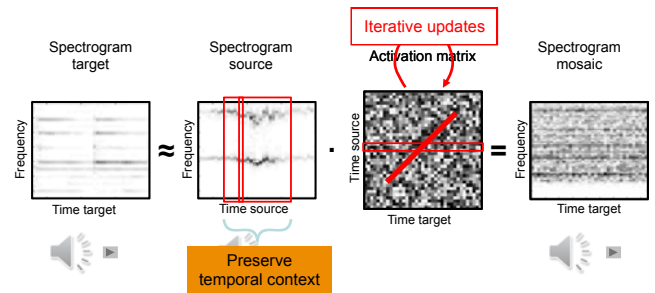 Iterative updates
Spectrogram
target
Spectrogram
source
Activation matrix
Spectrogram
mosaic
Frequency
≈
Frequency
·
Time source
=
Frequency
Time target
Time source
Time target
Time target
Preserve
temporal context